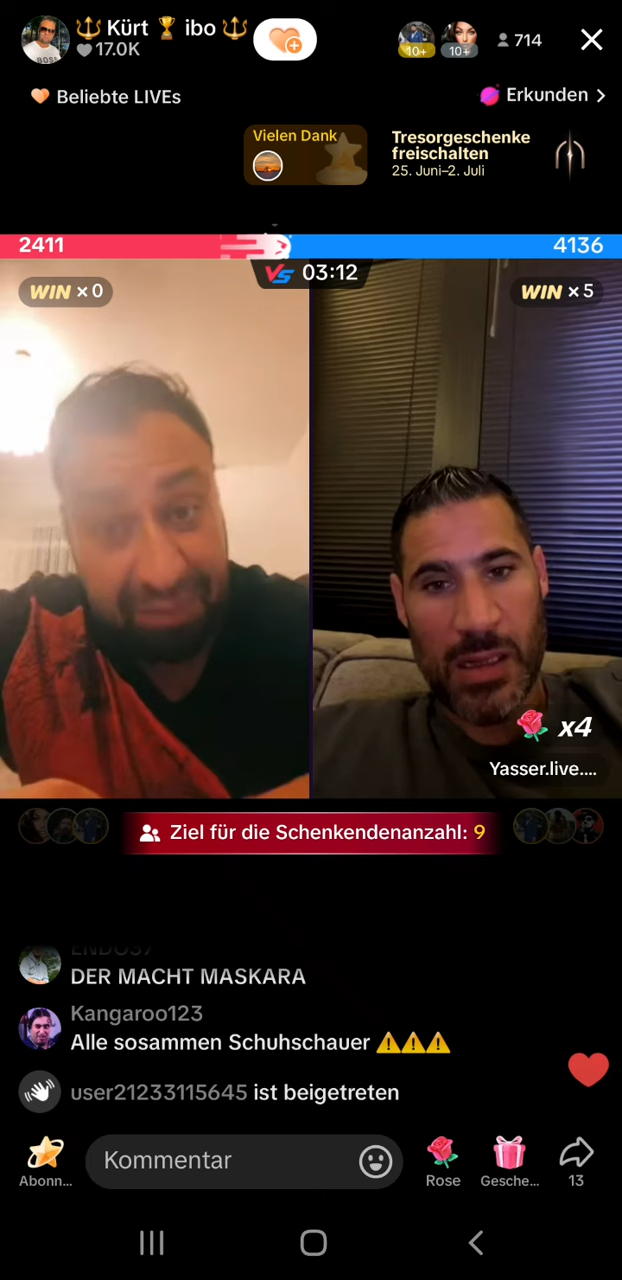 🔱 Kürt 🏆 ibo 🔱
17.0K
10+
10+
714
Beliebte LIVEs
Erkunden
Vielen Dank
Tresorgeschenke
freischalten
25. Juni–2. Juli
2411
4136
VS 03:12
WIN × 0
WIN × 5
x4
Yasser.live....
Ziel für die Schenkendenanzahl: 9
ENDO37
DER MACHT MASKARA
Kangaroo123
Alle sosammen Schuhschauer ⚠️⚠️⚠️
user21233115645 ist beigetreten
Kommentar
Abonn...
Rose
Gesche...
13